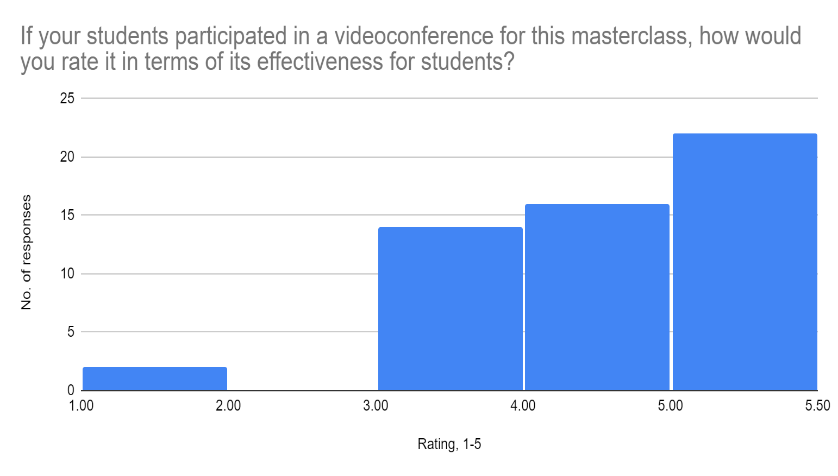 If your students participated in a videoconference for this masterclass, how would
you rate it in terms of its effectiveness for students?
25
20
15
10
5
0
No. of responses
1.00 2.00 3.00 4.00 5.00 5.50
Rating, 1-5